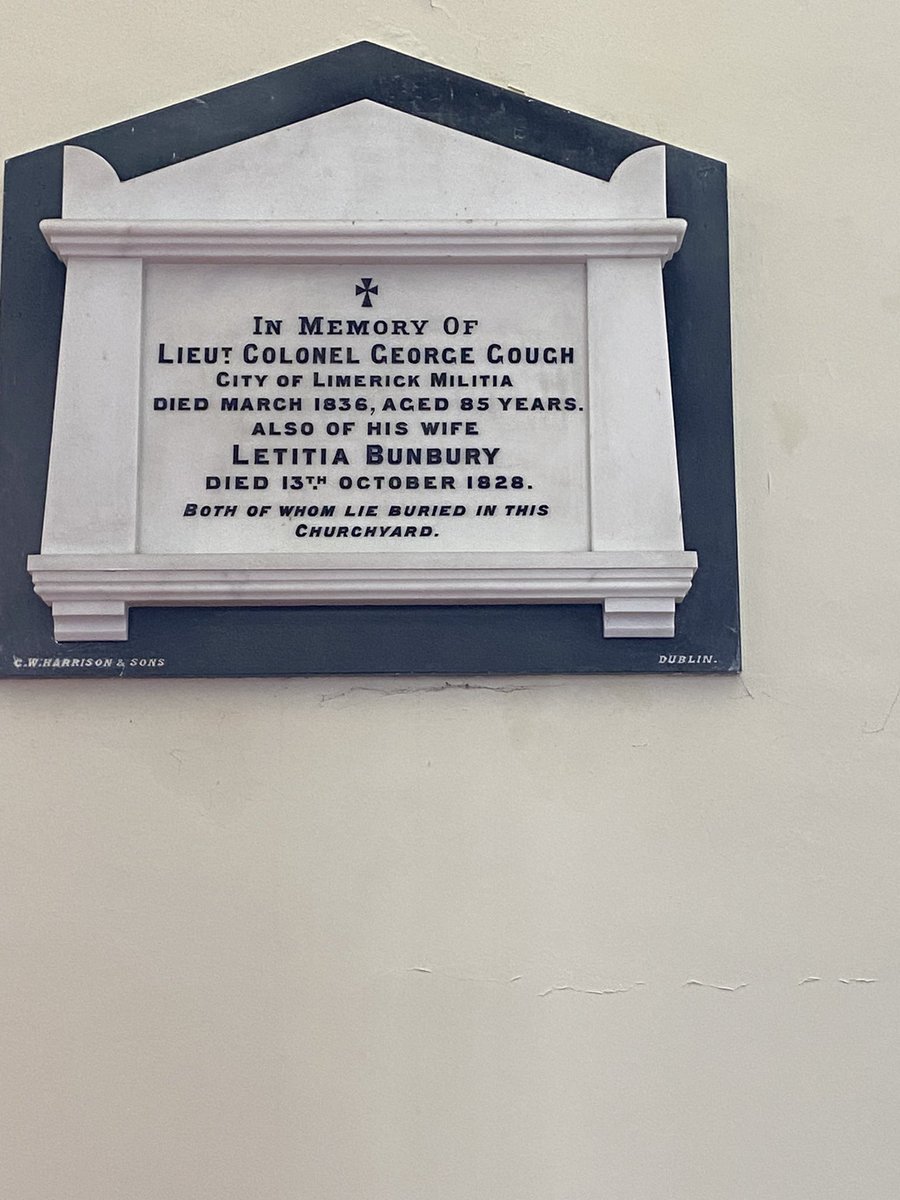 IN MEMORY OF
LIEUT. COLONEL GEORGE GOUGH
CITY OF LIMERICK MILITIA
DIED MARCH 1836, AGED 85 YEARS.
ALSO OF HIS WIFE
LETITIA BUNBURY
DIED 13TH. OCTOBER 1828.
BOTH OF WHOM LIE BURIED IN THIS
CHURCHYARD.
C.W. HARRISON & SONS
DUBLIN.